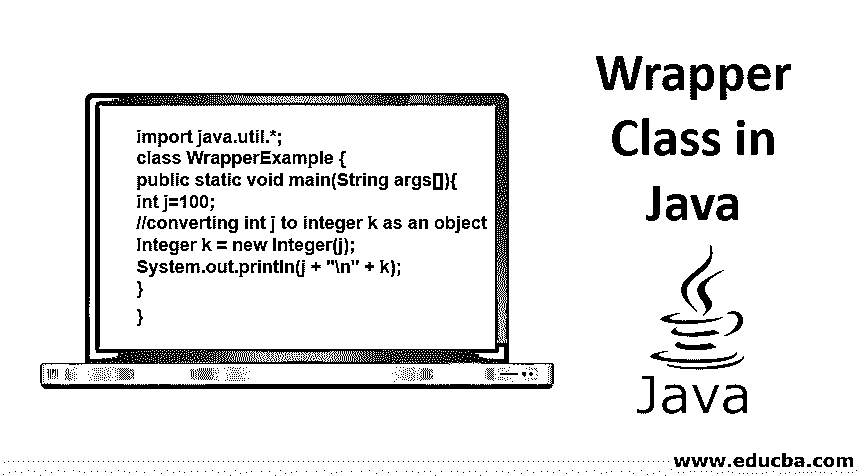 import java.util.*;
class WrapperExample {
public static void main(String args[]){
int j=100;
//converting int j to integer k as an object
Integer k = new Integer(j);
System.out.println(j + "\n" + k);
}
}
Wrapper
Class in
Java
Java
www.educba.com